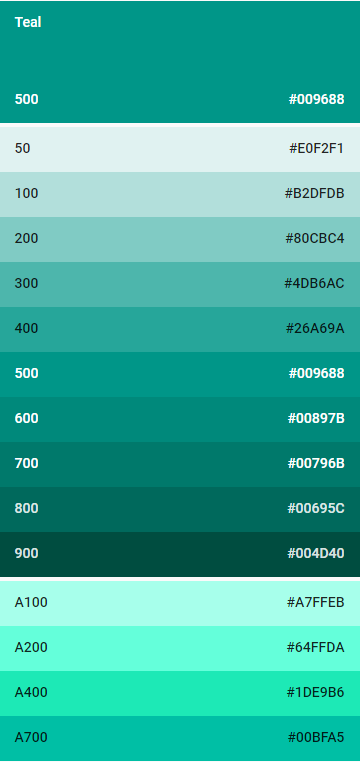 Teal
500 #009688
50 #E0F2F1
100 #B2DFDB
200 #80CBC4
300 #4DB6AC
400 #26A69A
500 #009688
600 #00897B
700 #00796B
800 #00695C
900 #004D40
A100 #A7FFEB
A200 #64FFDA
A400 #1DE9B6
A700 #00BFA5